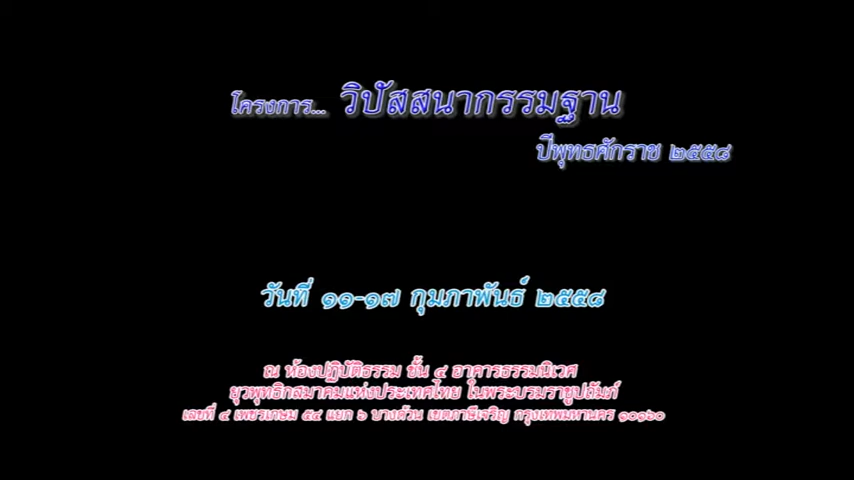 โครงการ... วิปัสสนากรรมฐาน
ปีพุทธศักราช ๒๕๕๘
วันที่ ๑๑-๑๗ กุมภาพันธ์ ๒๕๕๘
ณ ห้องปฏิบัติธรรม ชั้น ๔ อาคารธรรมนิเวศ
ยุวพุทธิกสมาคมแห่งประเทศไทย ในพระบรมราชูปถัมภ์
เลขที่ ๔ เพชรเกษม ๕๔ แยก ๖ บางด้วน เขตภาษีเจริญ กรุงเทพมหานคร ๑๐๑๖๐